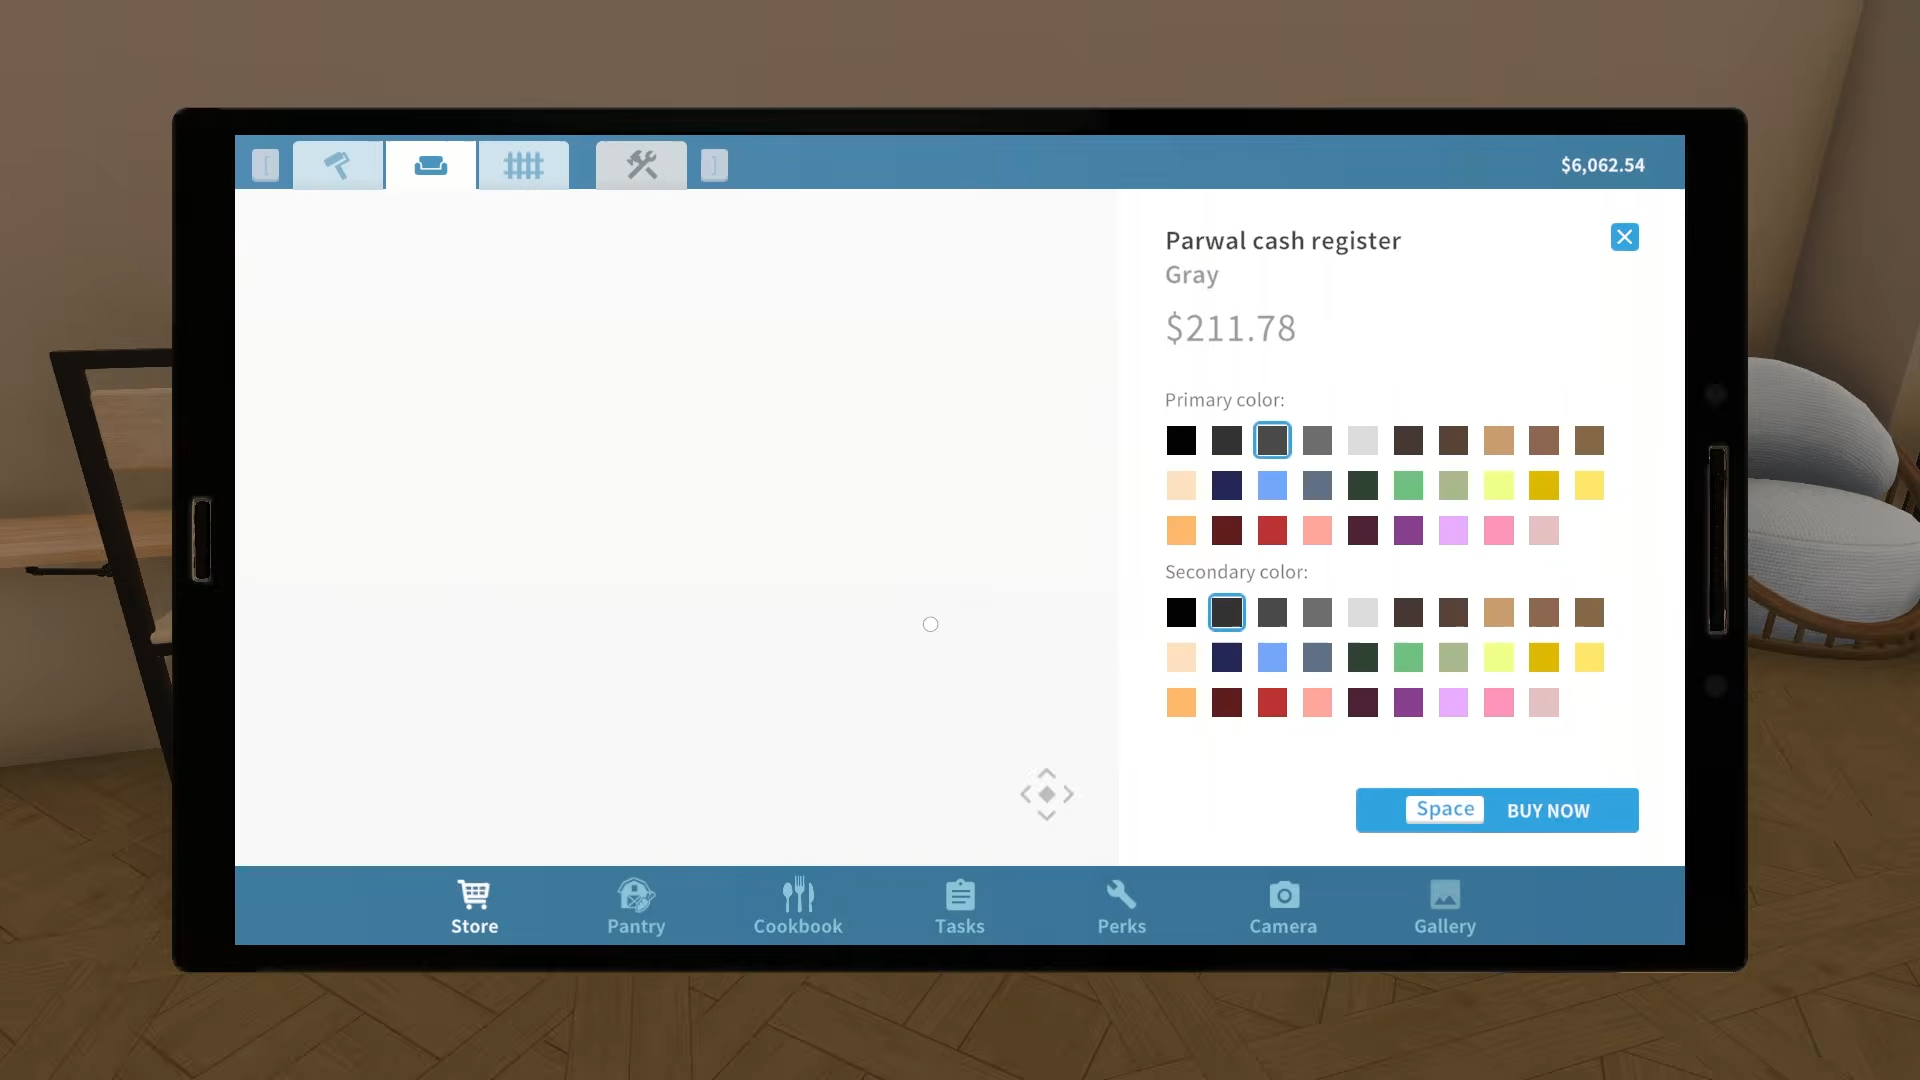 [
]
$6,062.54
Parwal cash register
Gray
$211.78
Primary color:
Secondary color:
Space BUY NOW
Store Pantry Cookbook Tasks Perks Camera Gallery